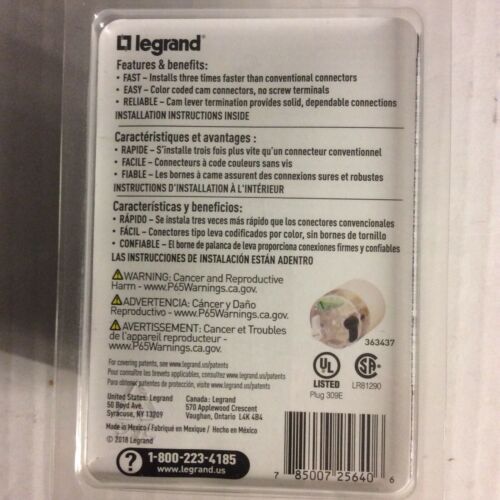 legrand®
Features & benefits:
• FAST – Installs three times faster than conventional connectors
• EASY – Color coded cam connectors, no screw terminals
• RELIABLE – Cam lever termination provides solid, dependable connections
INSTALLATION INSTRUCTIONS INSIDE
Caractéristiques et avantages :
• RAPIDE – S'installe trois fois plus vite qu'un connecteur conventionnel
• FACILE – Connecteurs à code couleurs sans vis
• FIABLE – Les bornes à came assurent des connexions sures et robustes
INSTRUCTIONS D'INSTALLATION À L'INTÉRIEUR
Características y beneficios:
• RÁPIDO – Se instala tres veces más rápido que los conectores convencionales
• FÁCIL – Conectores tipo leva codificados por color, sin bornes de tornillo
• CONFIABLE – El borne de palanca de leva proporciona conexiones firmes y confiables
LAS INSTRUCCIONES DE INSTALACIÓN ESTÁN ADENTRO
⚠WARNING: Cancer and Reproductive
Harm - www.P65Warnings.ca.gov.
⚠ADVERTENCIA: Cáncer y Daño
Reproductivo - www.P65Warnings.ca.gov.
⚠AVERTISSEMENT: Cancer et Troubles
de l'appareil reproducteur -
www.P65Warnings.ca.gov.
363437
For covering patents, see www.legrand.us/patents
Pour connaître les brevets applicables, consultez www.legrand.us/patents
Para obtener patentes de protección, visite www.legrand.us/patents
UL
LISTED
Plug 309E
SA
LR81290
United States: Legrand
50 Boyd Ave.
Syracuse, NY 13209
Canada: Legrand
570 Applewood Crescent
Vaughan, Ontario L4K 4B4
Made in Mexico / Fabriqué en Mexique / Hecho en México
© 2018 Legrand
? 1-800-223-4185
www.legrand.us
7 85007 25640 6